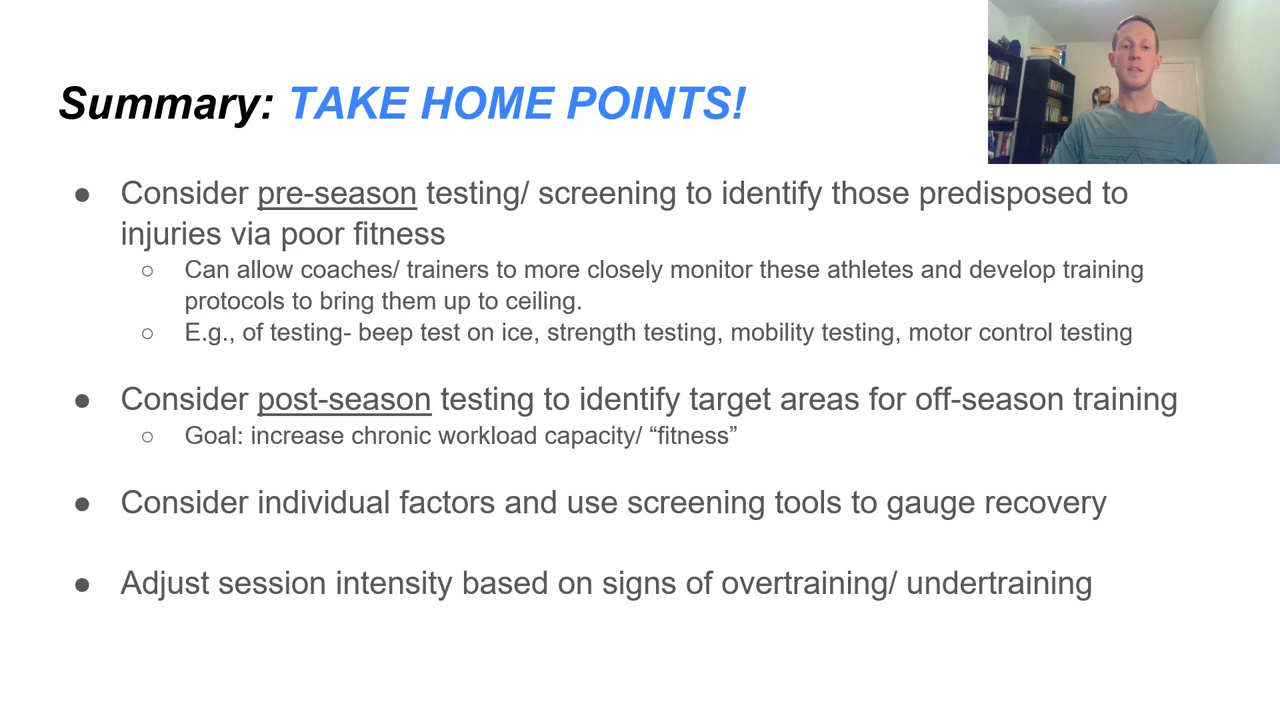 Summary: TAKE HOME POINTS!
● Consider pre-season testing/ screening to identify those predisposed to
injuries via poor fitness
○ Can allow coaches/ trainers to more closely monitor these athletes and develop training
protocols to bring them up to ceiling.
○ E.g., of testing- beep test on ice, strength testing, mobility testing, motor control testing
● Consider post-season testing to identify target areas for off-season training
○ Goal: increase chronic workload capacity/ “fitness”
● Consider individual factors and use screening tools to gauge recovery
● Adjust session intensity based on signs of overtraining/ undertraining